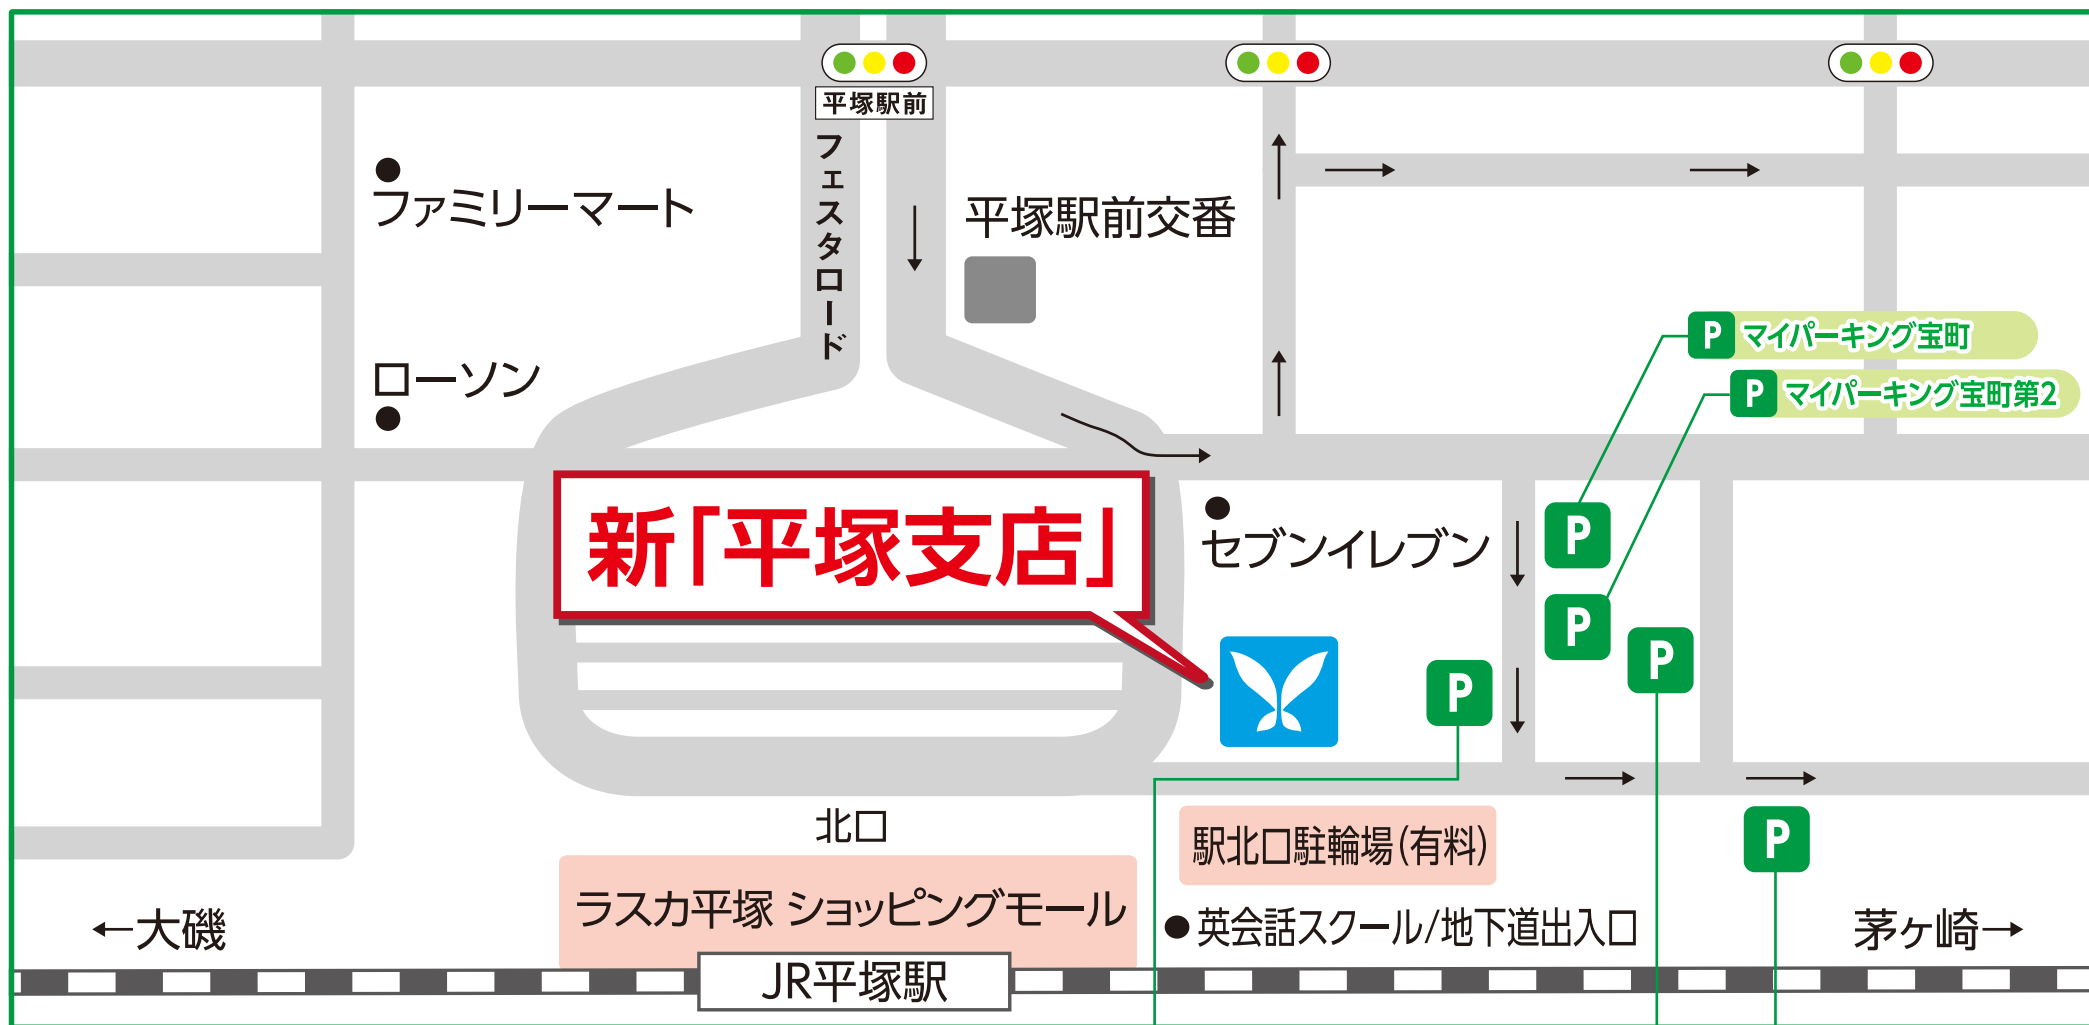 平塚駅前
フェスタロード
ファミリーマート
平塚駅前交番
P マイパーキング宝町
P マイパーキング宝町第2
ローソン
新「平塚支店」
セブンイレブン
P
P
P
P
北口
駅北口駐輪場(有料)
P
ラスカ平塚 ショッピングモール
←大磯
英会話スクール/地下道出入口
茅ヶ崎→
JR平塚駅